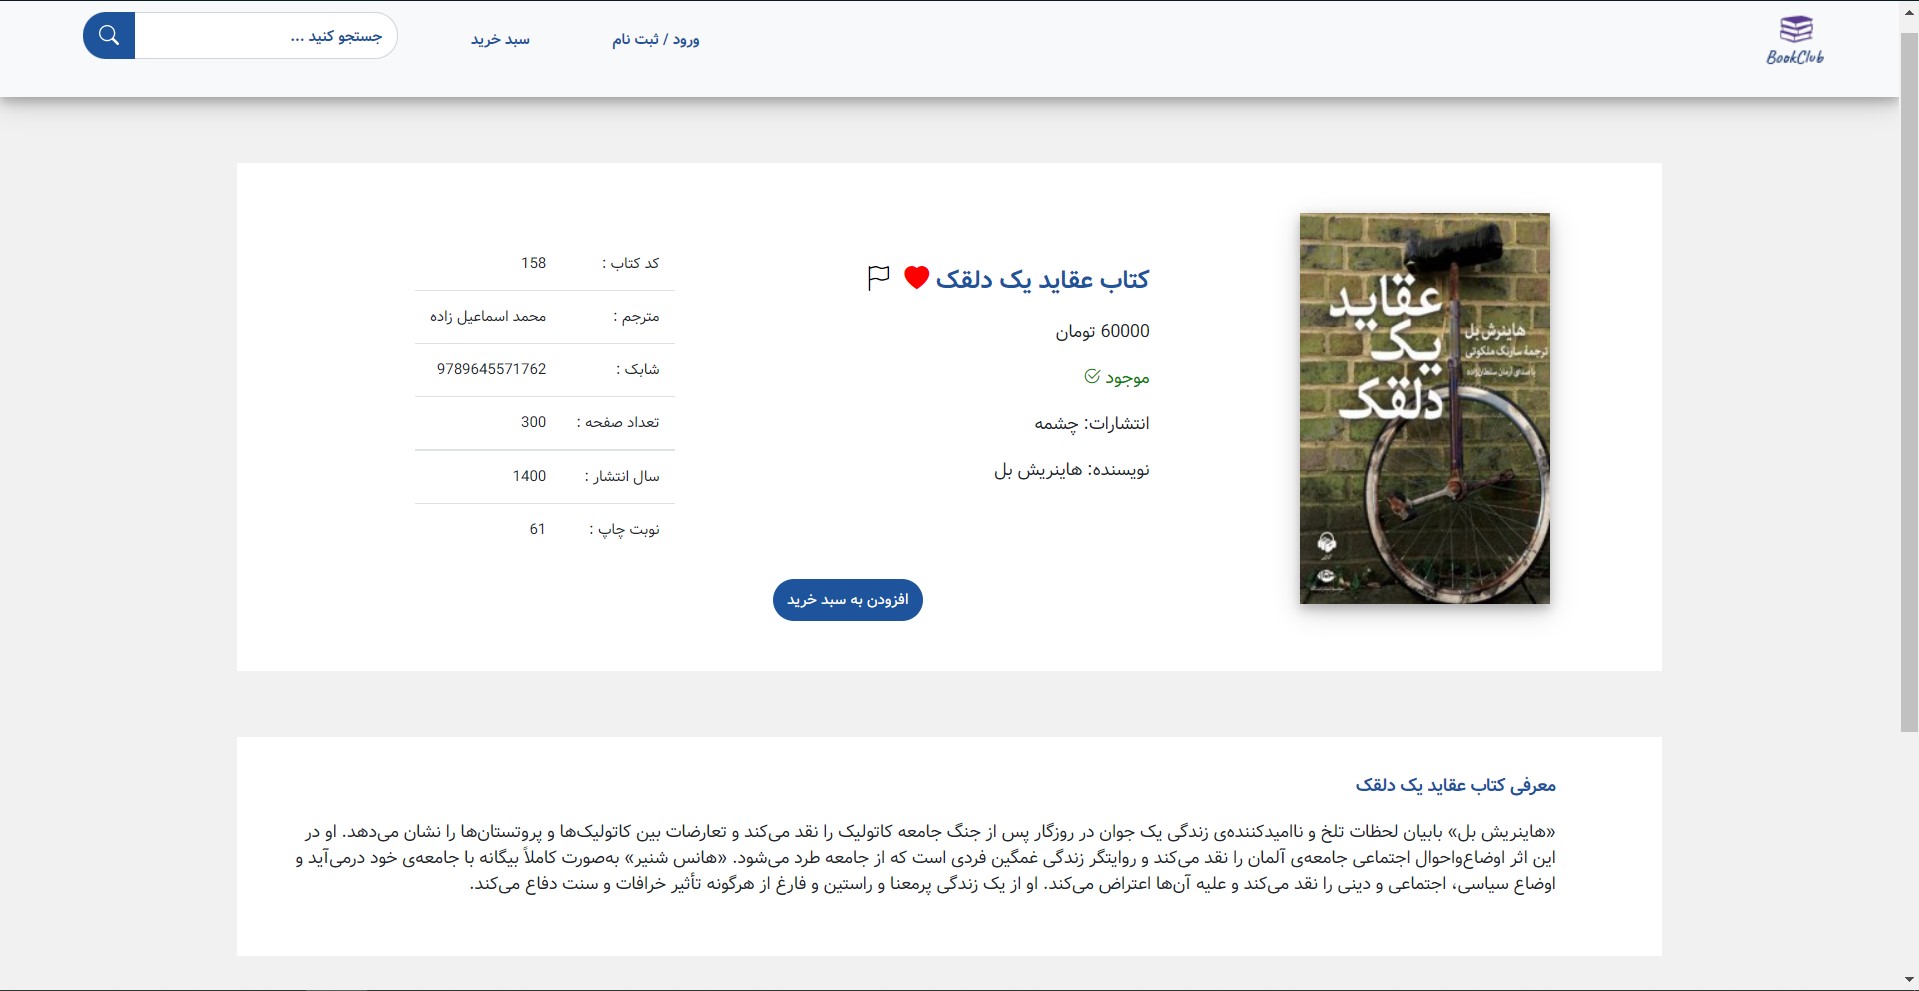 BookClub
ورود / ثبت نام
سبد خرید
جستجو کنید ...
عقاید
یک
دلقک
هاینرش بل
ترجمهٔ سارنگ ملکوتی
با صدای آرمان سلطان‌زاده
کتاب عقاید یک دلقک
60000 تومان
موجود
انتشارات: چشمه
نویسنده: هاینریش بل
کد کتاب : 158
مترجم : محمد اسماعیل زاده
شابک : 9789645571762
تعداد صفحه : 300
سال انتشار : 1400
نوبت چاپ : 61
افزودن به سبد خرید
معرفی کتاب عقاید یک دلقک
«هاینریش بل» بابیان لحظات تلخ و ناامیدکننده‌ی زندگی یک جوان در روزگار پس از جنگ جامعه کاتولیک را نقد می‌کند و تعارضات بین کاتولیک‌ها و پروتستان‌ها را نشان می‌دهد. او در
این اثر اوضاع‌واحوال اجتماعی جامعه‌ی آلمان را نقد می‌کند و روایتگر زندگی غمگین فردی است که از جامعه طرد می‌شود. «هانس شنیر» به‌صورت کاملاً بیگانه با جامعه‌ی خود درمی‌آید و
اوضاع سیاسی، اجتماعی و دینی را نقد می‌کند و علیه آن‌ها اعتراض می‌کند. او از یک زندگی پرمعنا و راستین و فارغ از هرگونه تأثیر خرافات و سنت دفاع می‌کند.